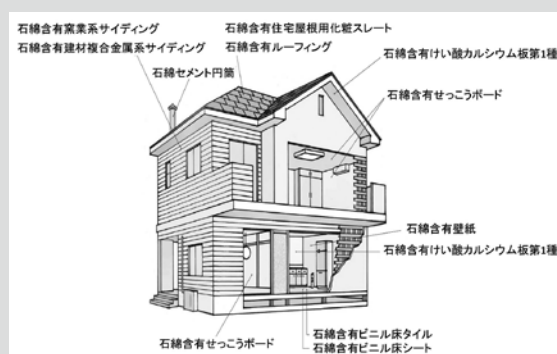 石綿含有窯業系サイディング
石綿含有建材複合金属系サイディング
石綿セメント円筒
石綿含有住宅屋根用化粧スレート
石綿含有ルーフィング
石綿含有けい酸カルシウム板第1種
石綿含有せっこうボード
石綿含有壁紙
石綿含有けい酸カルシウム板第1種
石綿含有せっこうボード
石綿含有ビニル床タイル
石綿含有ビニル床シート